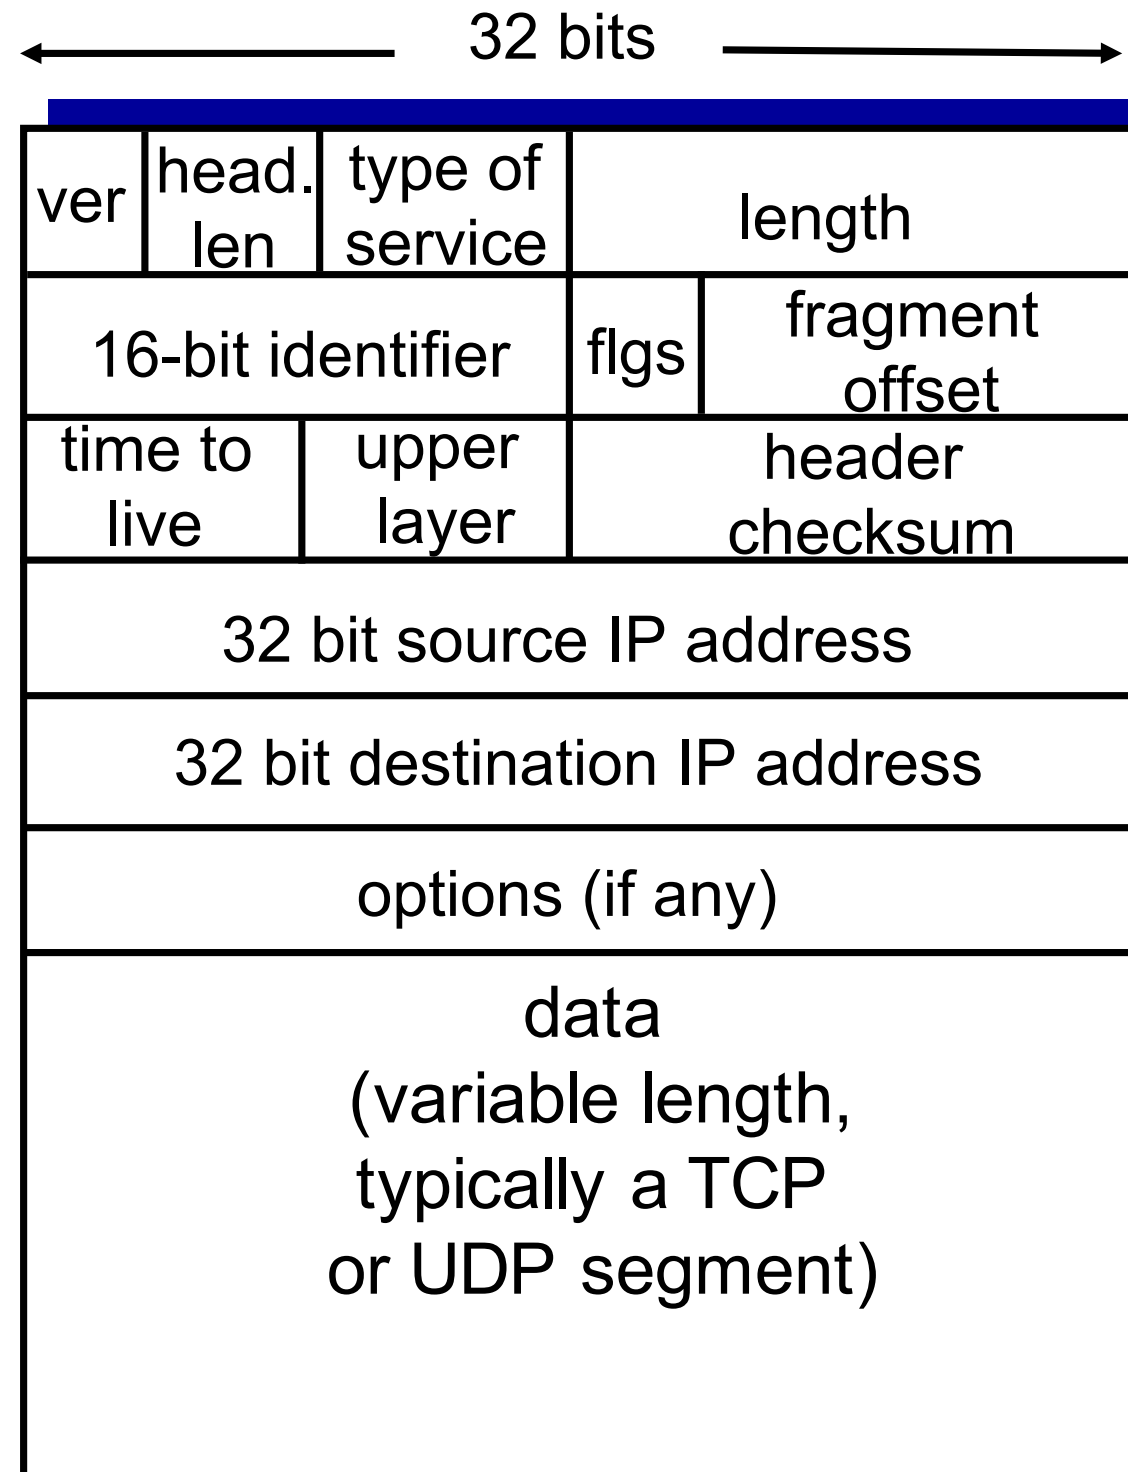 32 bits
ver
head.
len
type of
service
length
16-bit identifier
flgs
fragment
offset
time to
live
upper
layer
header
checksum
32 bit source IP address
32 bit destination IP address
options (if any)
data
(variable length,
typically a TCP
or UDP segment)